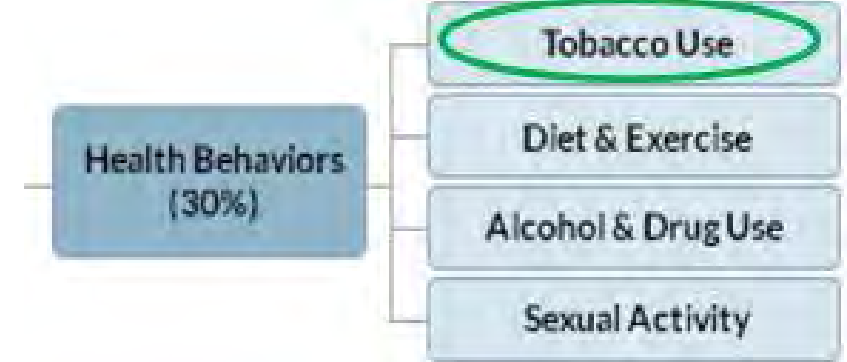 Tobacco Use
Health Behaviors
(30%)
Diet & Exercise
Alcohol & Drug Use
Sexual Activity